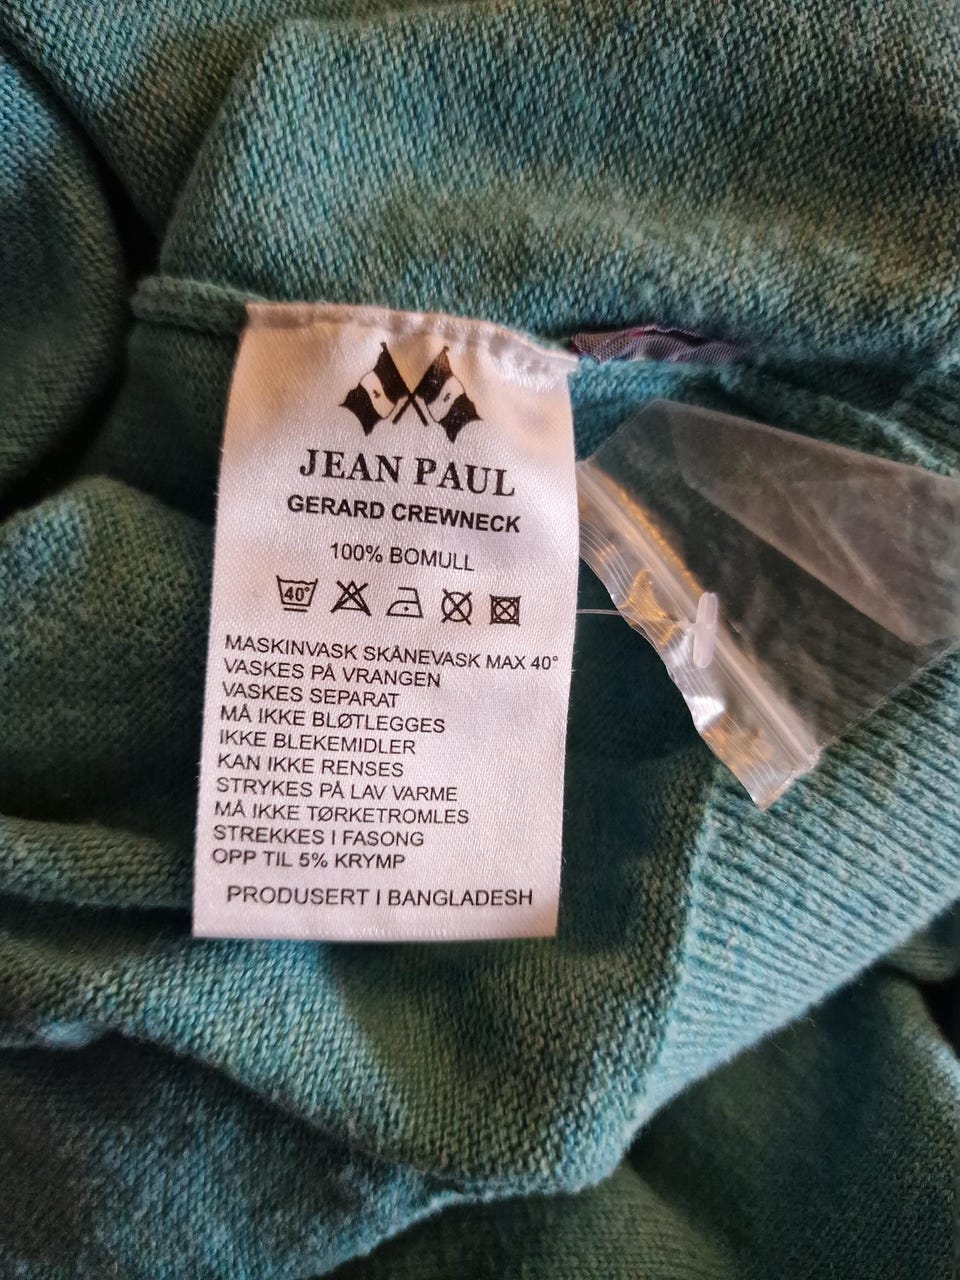 JEAN PAUL
GERARD CREWNECK
100% BOMULL
40°
MASKINVASK SKÅNEVASK MAX 40°
VASKES PÅ VRANGEN
VASKES SEPARAT
MÅ IKKE BLØTLEGGES
IKKE BLEKEMIDLER
KAN IKKE RENSES
STRYKES PÅ LAV VARME
MÅ IKKE TØRKETROMLES
STREKKES I FASONG
OPP TIL 5% KRYMP
PRODUSERT I BANGLADESH